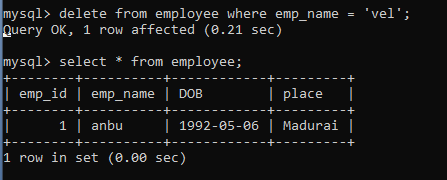 mysql> delete from employee where emp_name = 'vel';
Query OK, 1 row affected (0.21 sec)
mysql> select * from employee;
+--------+----------+------------+---------+
| emp_id | emp_name | DOB        | place   |
+--------+----------+------------+---------+
|      1 | anbu     | 1992-05-06 | Madurai |
+--------+----------+------------+---------+
1 row in set (0.00 sec)